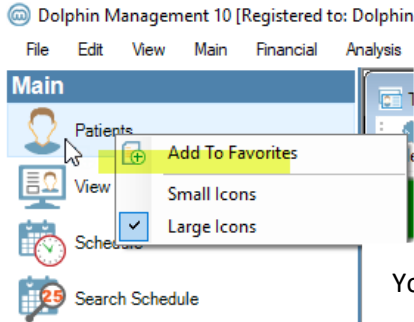 Dolphin Management 10 [Registered to: Dolphin
File Edit View Main Financial Analysis
Main
Patients
Add To Favorites
View
Small Icons
Large Icons
Schedule
Search Schedule
25
Yo